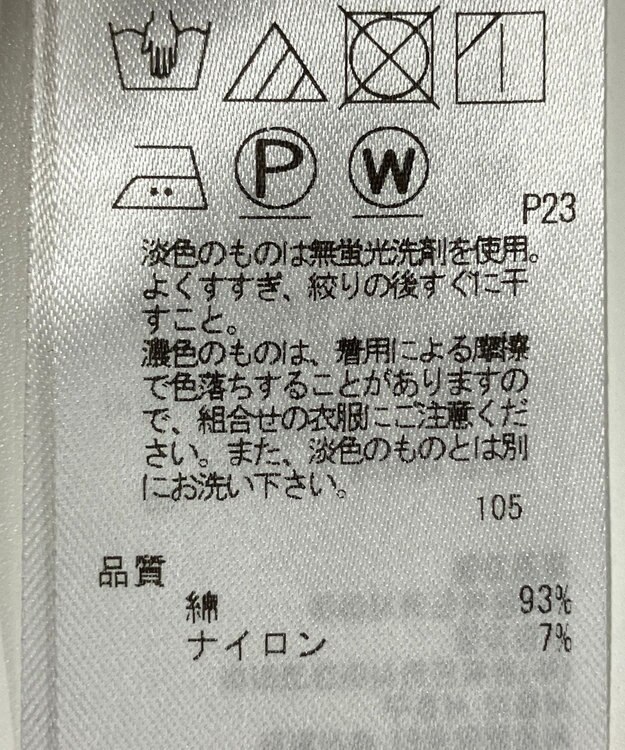 P
W
P23
淡色のものは無蛍光洗剤を使用。
よくすすぎ、絞りの後すぐに干
すこと。
濃色のものは、着用による摩擦
で色落ちすることがありますの
で、組合せの衣服にご注意くだ
さい。また、淡色のものとは別
にお洗い下さい。
105
品質
綿 93%
ナイロン 7%